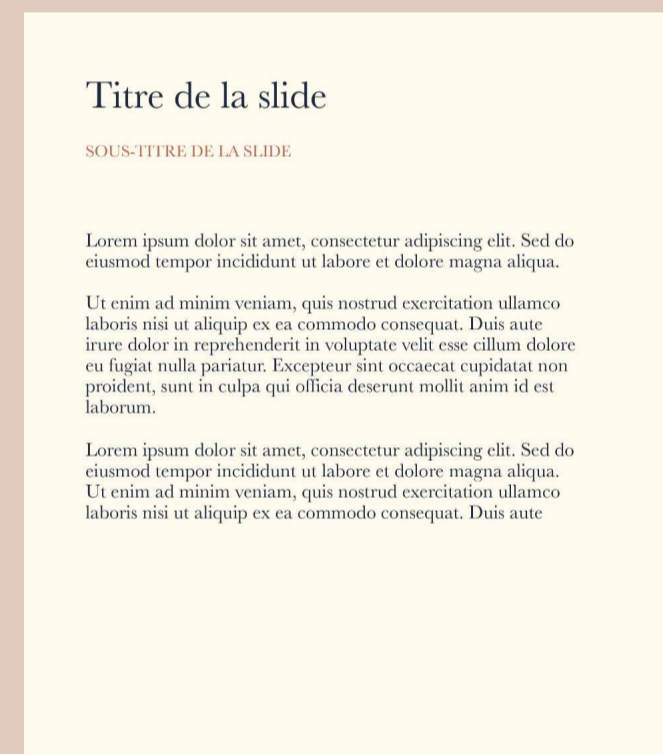 Titre de la slide
SOUS-TITRE DE LA SLIDE
Lorem ipsum dolor sit amet, consectetur adipiscing elit. Sed do
eiusmod tempor incididunt ut labore et dolore magna aliqua.
Ut enim ad minim veniam, quis nostrud exercitation ullamco
laboris nisi ut aliquip ex ea commodo consequat. Duis aute
irure dolor in reprehenderit in voluptate velit esse cillum dolore
eu fugiat nulla pariatur. Excepteur sint occaecat cupidatat non
proident, sunt in culpa qui officia deserunt mollit anim id est
laborum.
Lorem ipsum dolor sit amet, consectetur adipiscing elit. Sed do
eiusmod tempor incididunt ut labore et dolore magna aliqua.
Ut enim ad minim veniam, quis nostrud exercitation ullamco
laboris nisi ut aliquip ex ea commodo consequat. Duis aute